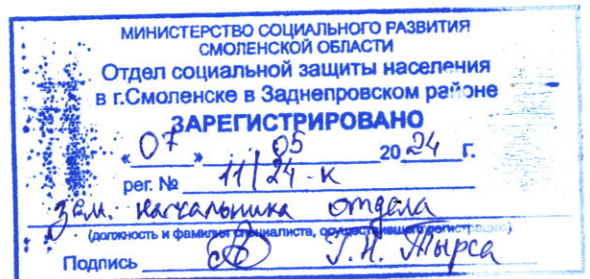 МИНИСТЕРСТВО СОЦИАЛЬНОГО РАЗВИТИЯ
СМОЛЕНСКОЙ ОБЛАСТИ
Отдел социальной защиты населения
в г.Смоленске в Заднепровском районе
ЗАРЕГИСТРИРОВАНО
« 07 » 05 20 24 г.
рег. № 11/24-к
зам. начальника отдела
(должность и фамилия специалиста, осуществившего регистрацию)
Подпись Т.Н. Тырса